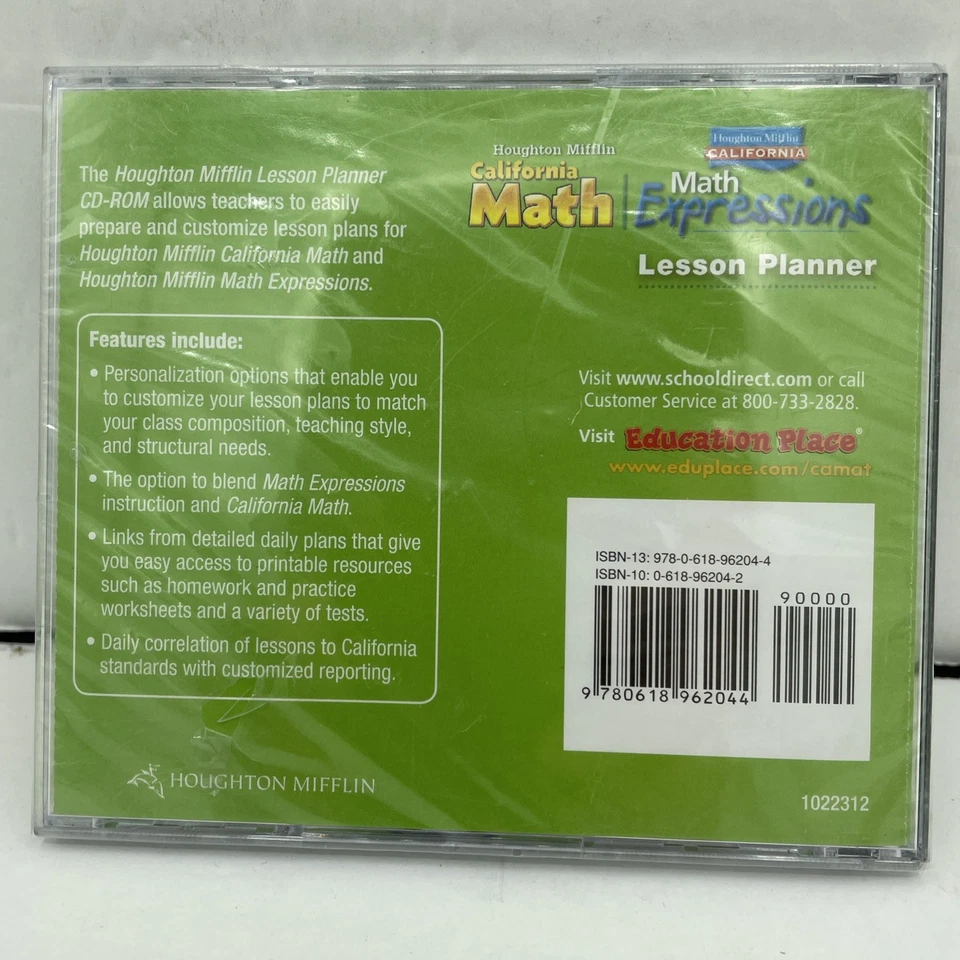 The Houghton Mifflin Lesson Planner
CD-ROM allows teachers to easily
prepare and customize lesson plans for
Houghton Mifflin California Math and
Houghton Mifflin Math Expressions.
Features include:
• Personalization options that enable you
to customize your lesson plans to match
your class composition, teaching style,
and structural needs.
• The option to blend Math Expressions
instruction and California Math.
• Links from detailed daily plans that give
you easy access to printable resources
such as homework and practice
worksheets and a variety of tests.
• Daily correlation of lessons to California
standards with customized reporting.
HOUGHTON MIFFLIN
Houghton Mifflin
California
Math
Houghton Mifflin
CALIFORNIA
Math
Expressions
Lesson Planner
Visit www.schooldirect.com or call
Customer Service at 800-733-2828.
Visit Education Place®
www.eduplace.com/camat
ISBN-13: 978-0-618-96204-4
ISBN-10: 0-618-96204-2
90000
9 780618 962044
1022312